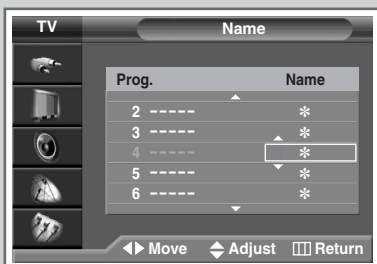 TV Name
Prog. Name
2 ----- *
3 ----- *
4 ----- *
5 ----- *
6 ----- *
Move Adjust Return